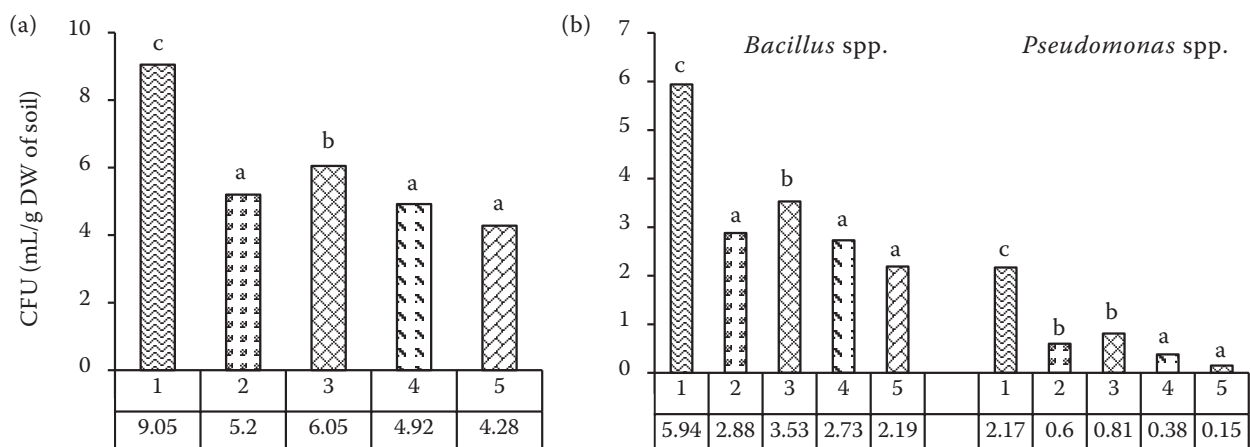 (a)
10
8
6
4
2
0
CFU (mL/g DW of soil)
c
a
b
a
a
1 2 3 4 5
9.05 5.2 6.05 4.92 4.28
(b)
7
6
5
4
3
2
1
0
Bacillus spp. Pseudomonas spp.
c
a
b
a
a
c
b
b
a
a
1 2 3 4 5 1 2 3 4 5
5.94 2.88 3.53 2.73 2.19 2.17 0.6 0.81 0.38 0.15